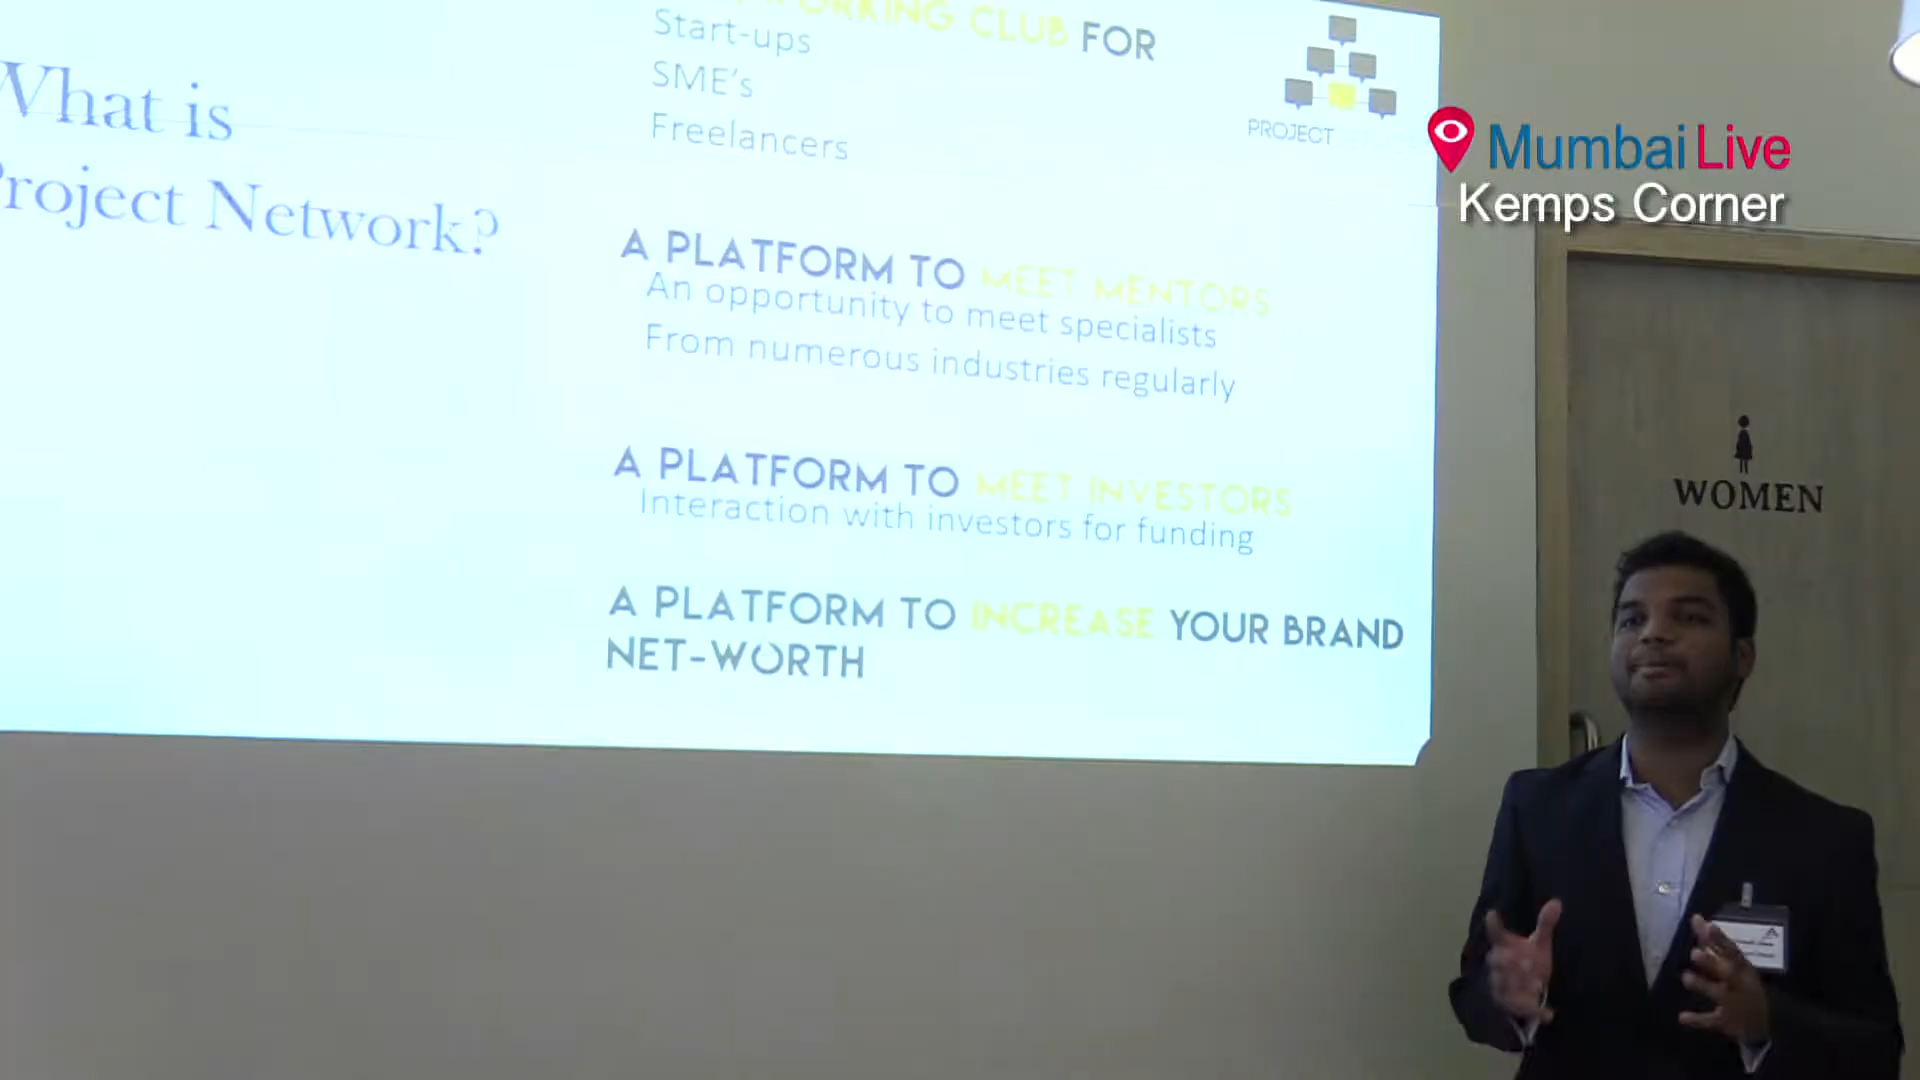 What is
Project Network?
CLUB FOR
Start-ups
SME's
Freelancers
A PLATFORM TO MEET MENTORS
An opportunity to meet specialists
From numerous industries regularly
A PLATFORM TO MEET INVESTORS
Interaction with investors for funding
A PLATFORM TO INCREASE YOUR BRAND
NET-WORTH
PROJECT
Mumbai Live
Kemps Corner
WOMEN